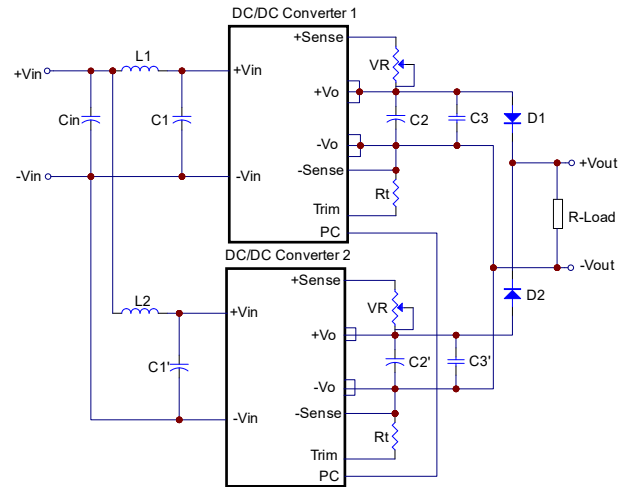 DC/DC Converter 1
+Sense
L1
VR
+Vin
+Vin
+Vo
Cin
C1
C2
C3
D1
-Vo
-Vin
-Vin
-Sense
+Vout
Rt
Trim
R-Load
PC
DC/DC Converter 2
-Vout
+Sense
D2
L2
VR
+Vin
+Vo
C1'
C2'
C3'
-Vo
-Vin
-Sense
Rt
Trim
PC